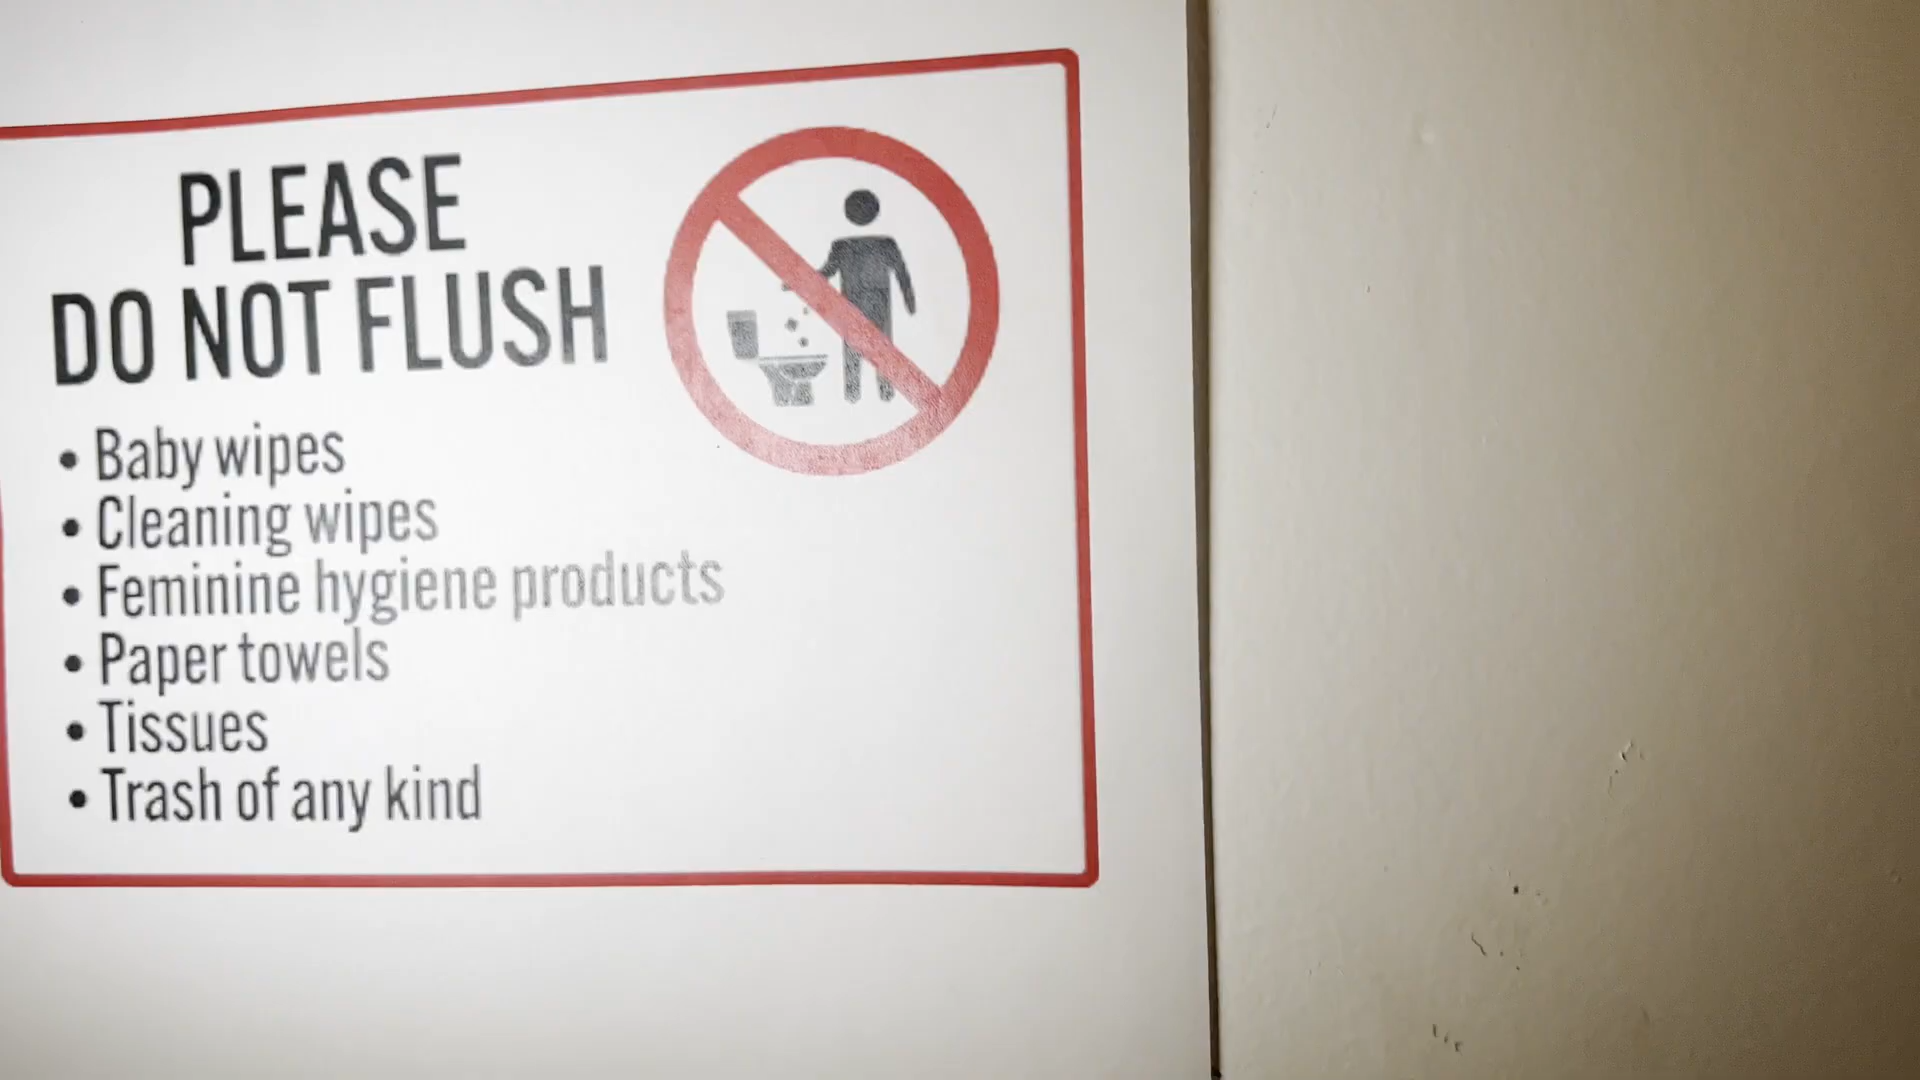 PLEASE
DO NOT FLUSH
• Baby wipes
• Cleaning wipes
• Feminine hygiene products
• Paper towels
• Tissues
• Trash of any kind